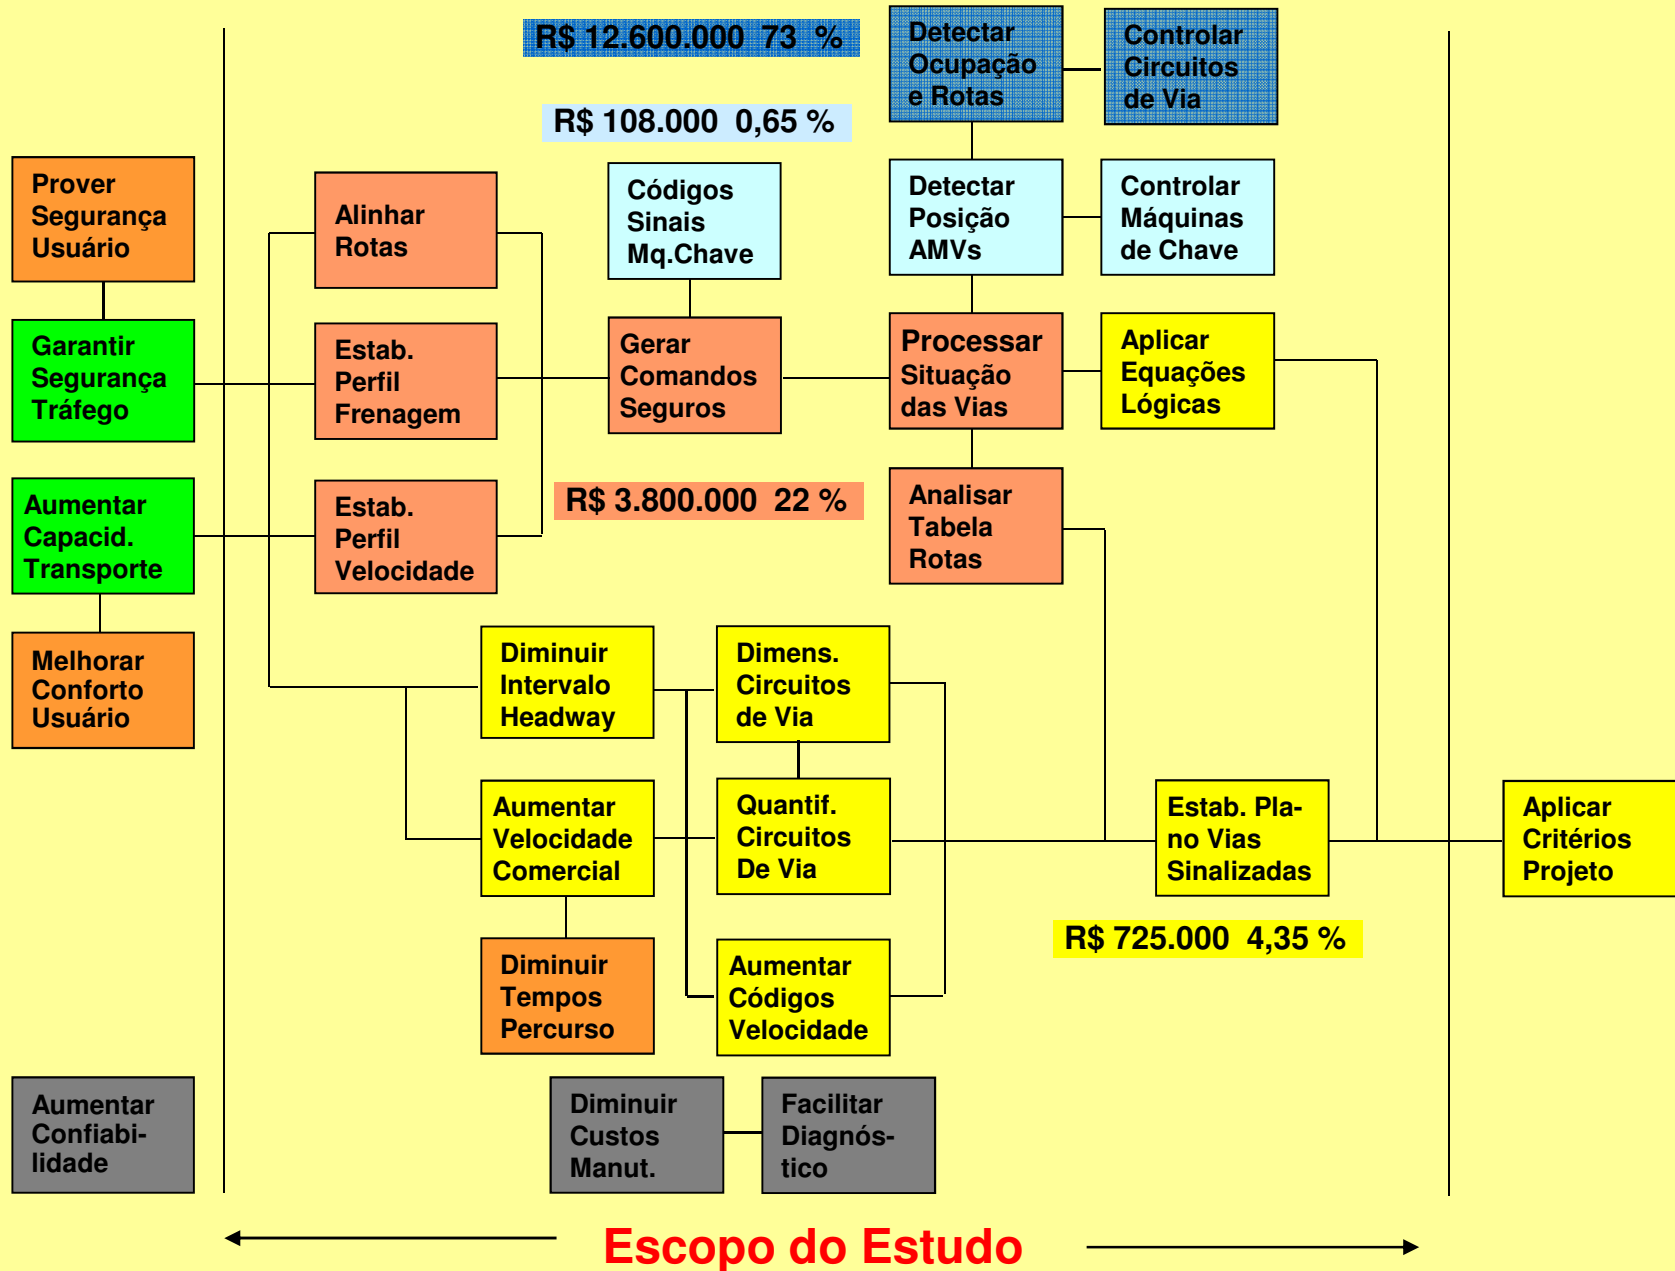 R$ 12.600.000 73 %
Detectar
Ocupação
e Rotas
Controlar
Circuitos
de Via
R$ 108.000 0,65 %
Prover
Segurança
Usuário
Alinhar
Rotas
Códigos
Sinais
Mq.Chave
Detectar
Posição
AMVs
Controlar
Máquinas
de Chave
Garantir
Segurança
Tráfego
Estab.
Perfil
Frenagem
Gerar
Comandos
Seguros
Processar
Situação
das Vias
Aplicar
Equações
Lógicas
Aumentar
Capacid.
Transporte
Estab.
Perfil
Velocidade
R$ 3.800.000 22 %
Analisar
Tabela
Rotas
Melhorar
Conforto
Usuário
Diminuir
Intervalo
Headway
Dimens.
Circuitos
de Via
Aumentar
Velocidade
Comercial
Quantif.
Circuitos
De Via
Estab. Pla-
no Vias
Sinalizadas
Aplicar
Critérios
Projeto
R$ 725.000 4,35 %
Diminuir
Tempos
Percurso
Aumentar
Códigos
Velocidade
Aumentar
Confiabi-
lidade
Diminuir
Custos
Manut.
Facilitar
Diagnós-
tico
Escopo do Estudo